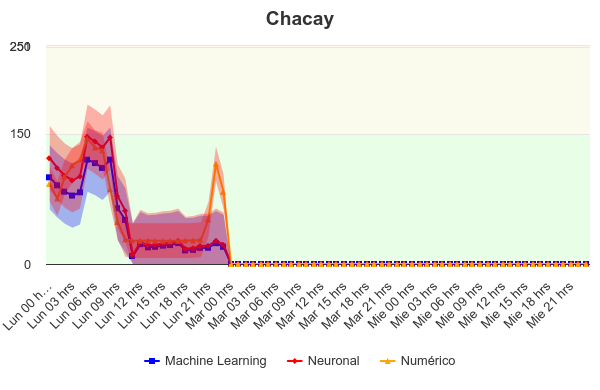 Chacay
250
251
150
0
Lun 00 h...
Lun 03 hrs
Lun 06 hrs
Lun 09 hrs
Lun 12 hrs
Lun 15 hrs
Lun 18 hrs
Lun 21 hrs
Mar 00 hrs
Mar 03 hrs
Mar 06 hrs
Mar 09 hrs
Mar 12 hrs
Mar 15 hrs
Mar 18 hrs
Mar 21 hrs
Mie 00 hrs
Mie 03 hrs
Mie 06 hrs
Mie 09 hrs
Mie 12 hrs
Mie 15 hrs
Mie 18 hrs
Mie 21 hrs
Machine Learning Neuronal Numérico